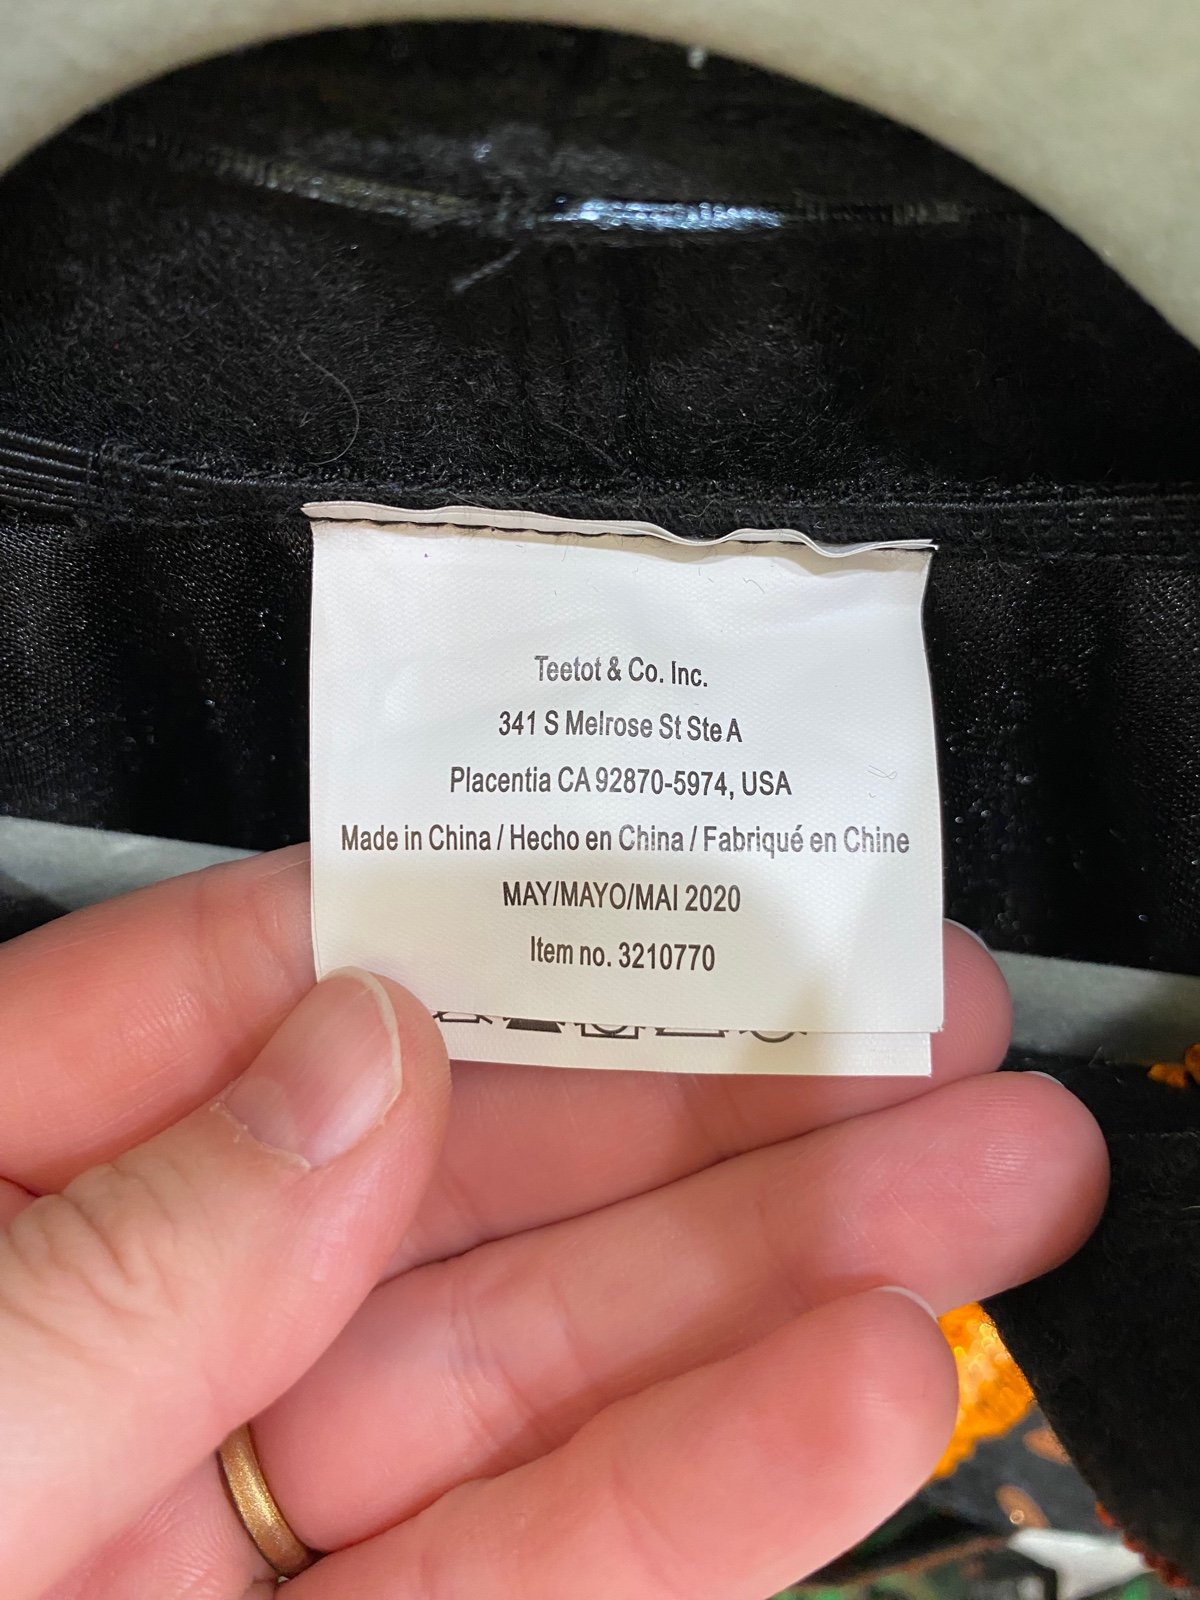 Teetot & Co. Inc.
341 S Melrose St Ste A
Placentia CA 92870-5974, USA
Made in China / Hecho en China / Fabriqué en Chine
MAY/MAYO/MAI 2020
Item no. 3210770